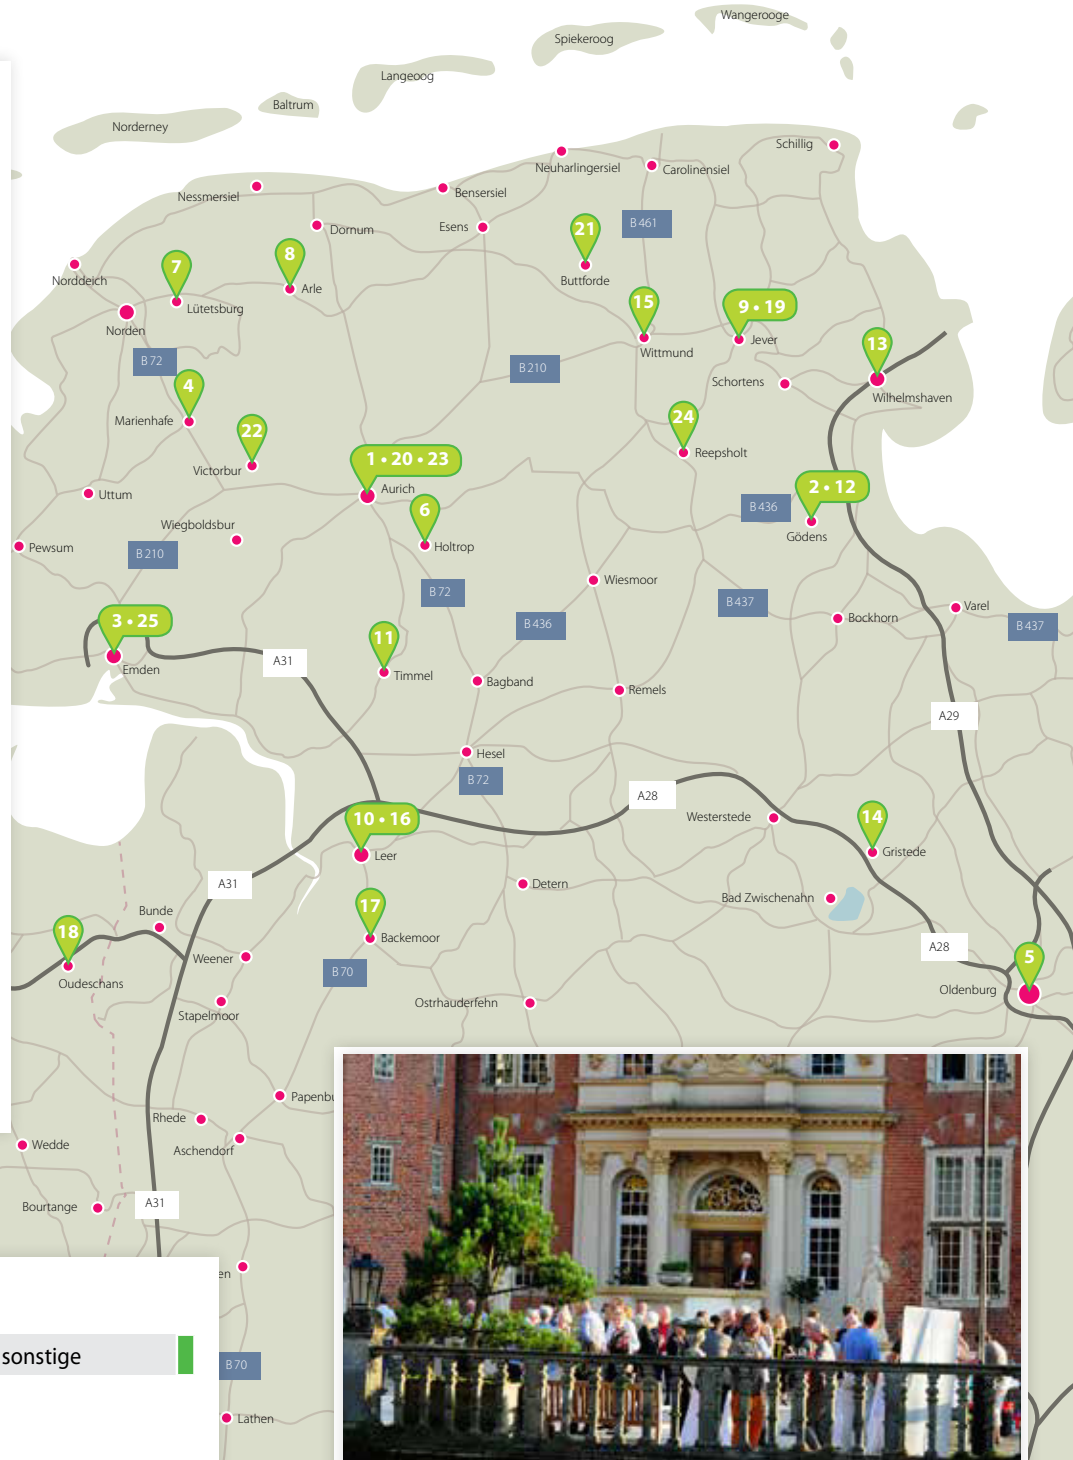 Wangerooge
Spiekeroog
Langeoog
Baltrum
Norderney
Schillig
Neuharlingersiel
Carolinensiel
Nessmersiel
Bensersiel
Dornum
Esens
B 461
21
8
7
Norddeich
Buttforde
Arle
Lütetsburg
15
9 • 19
Norden
Jever
13
Wittmund
B 72
B 210
4
Schortens
Wilhelmshaven
Marienhafe
24
22
Reepsholt
1 • 20 • 23
Victorbur
Aurich
2 • 12
Uttum
6
B 436
Wiegboldsbur
Gödens
Pewsum
Holtrop
B 210
Wiesmoor
B 72
B 437
Varel
3 • 25
B 436
Bockhorn
B 437
11
A31
Emden
Timmel
Bagband
Remels
A29
Hesel
B 72
A28
10 • 16
Westerstede
14
Leer
Gristede
A31
Detern
17
Bad Zwischenahn
Bunde
18
Backemoor
A28
Weener
5
B 70
Oudeschans
Oldenburg
Stapelmoor
Ostrhauderfehn
Papenbu
Rhede
Wedde
Aschendorf
A31
Bourtange
en
sonstige
B 70
Lathen